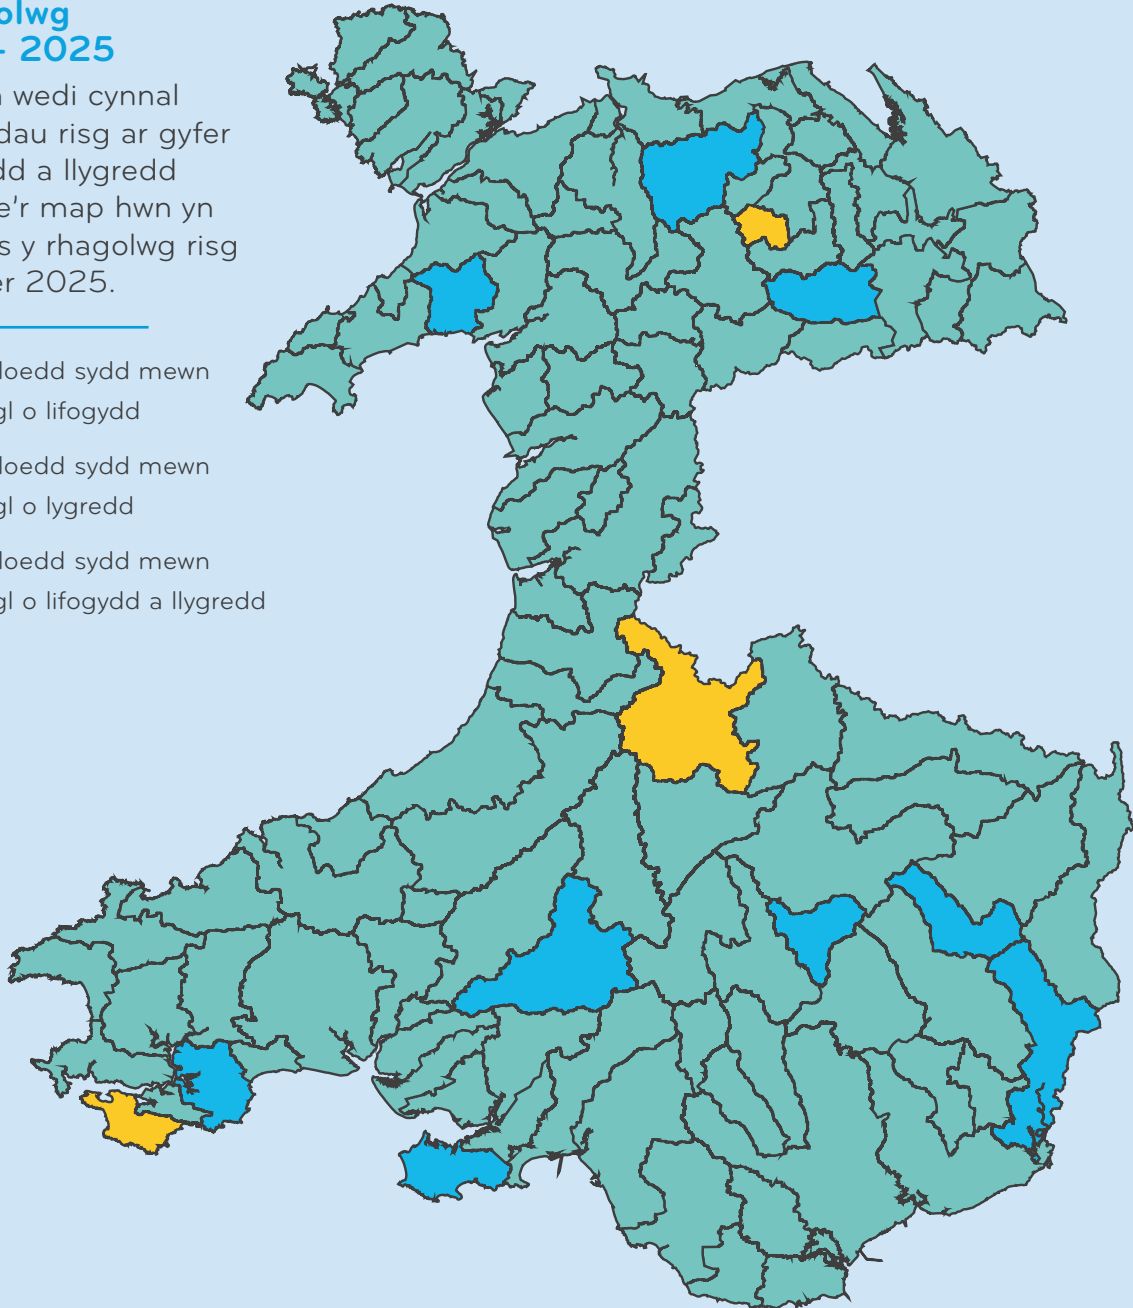 olwg
- 2025
wedi cynnal
dau risg ar gyfer
dd a llygredd
e'r map hwn yn
s y rhagolwg risg
er 2025.
loedd sydd mewn
gl o lifogydd
loedd sydd mewn
gl o lygredd
loedd sydd mewn
gl o lifogydd a llygredd